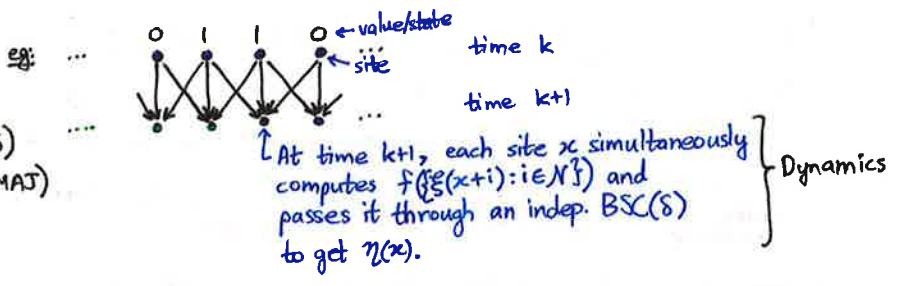 0 1 1 0 ← value/state
eg: ... ... time k
site
... ... time k+1
S)
MAJ)
At time k+1, each site x simultaneously
computes f({ξ(x+i): i∈N}) and
passes it through an indep. BSC(δ)
to get η(x).
Dynamics